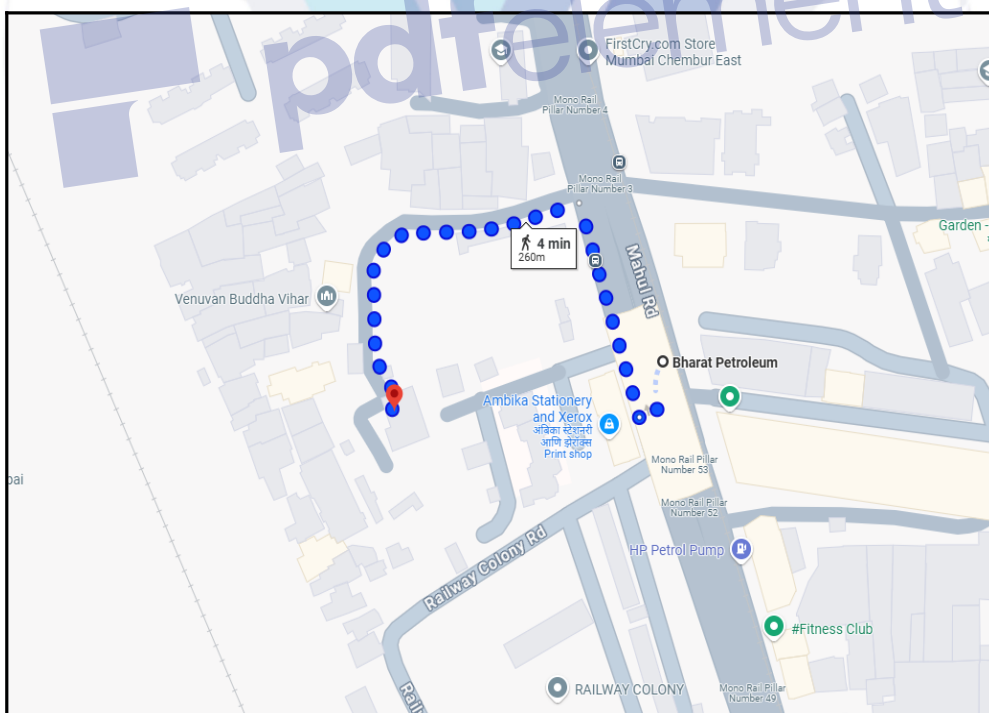 pdfelement
FirstCry.com Store
Mumbai Chembur East
Mono Rail
Pillar Number 4
Mono Rail
Pillar Number 3
Garden -
4 min
260m
Mahul Rd
Venuvan Buddha Vihar
Bharat Petroleum
Ambika Stationery
and Xerox
अंबिका स्टेशनरी
आणि झेरॉक्स
Print shop
Mono Rail Pillar
Number 53
bai
Mono Rail Pillar
Number 52
HP Petrol Pump
Railway Colony Rd
#Fitness Club
RAILWAY COLONY
Mono Rail Pillar
Number 49
Rail